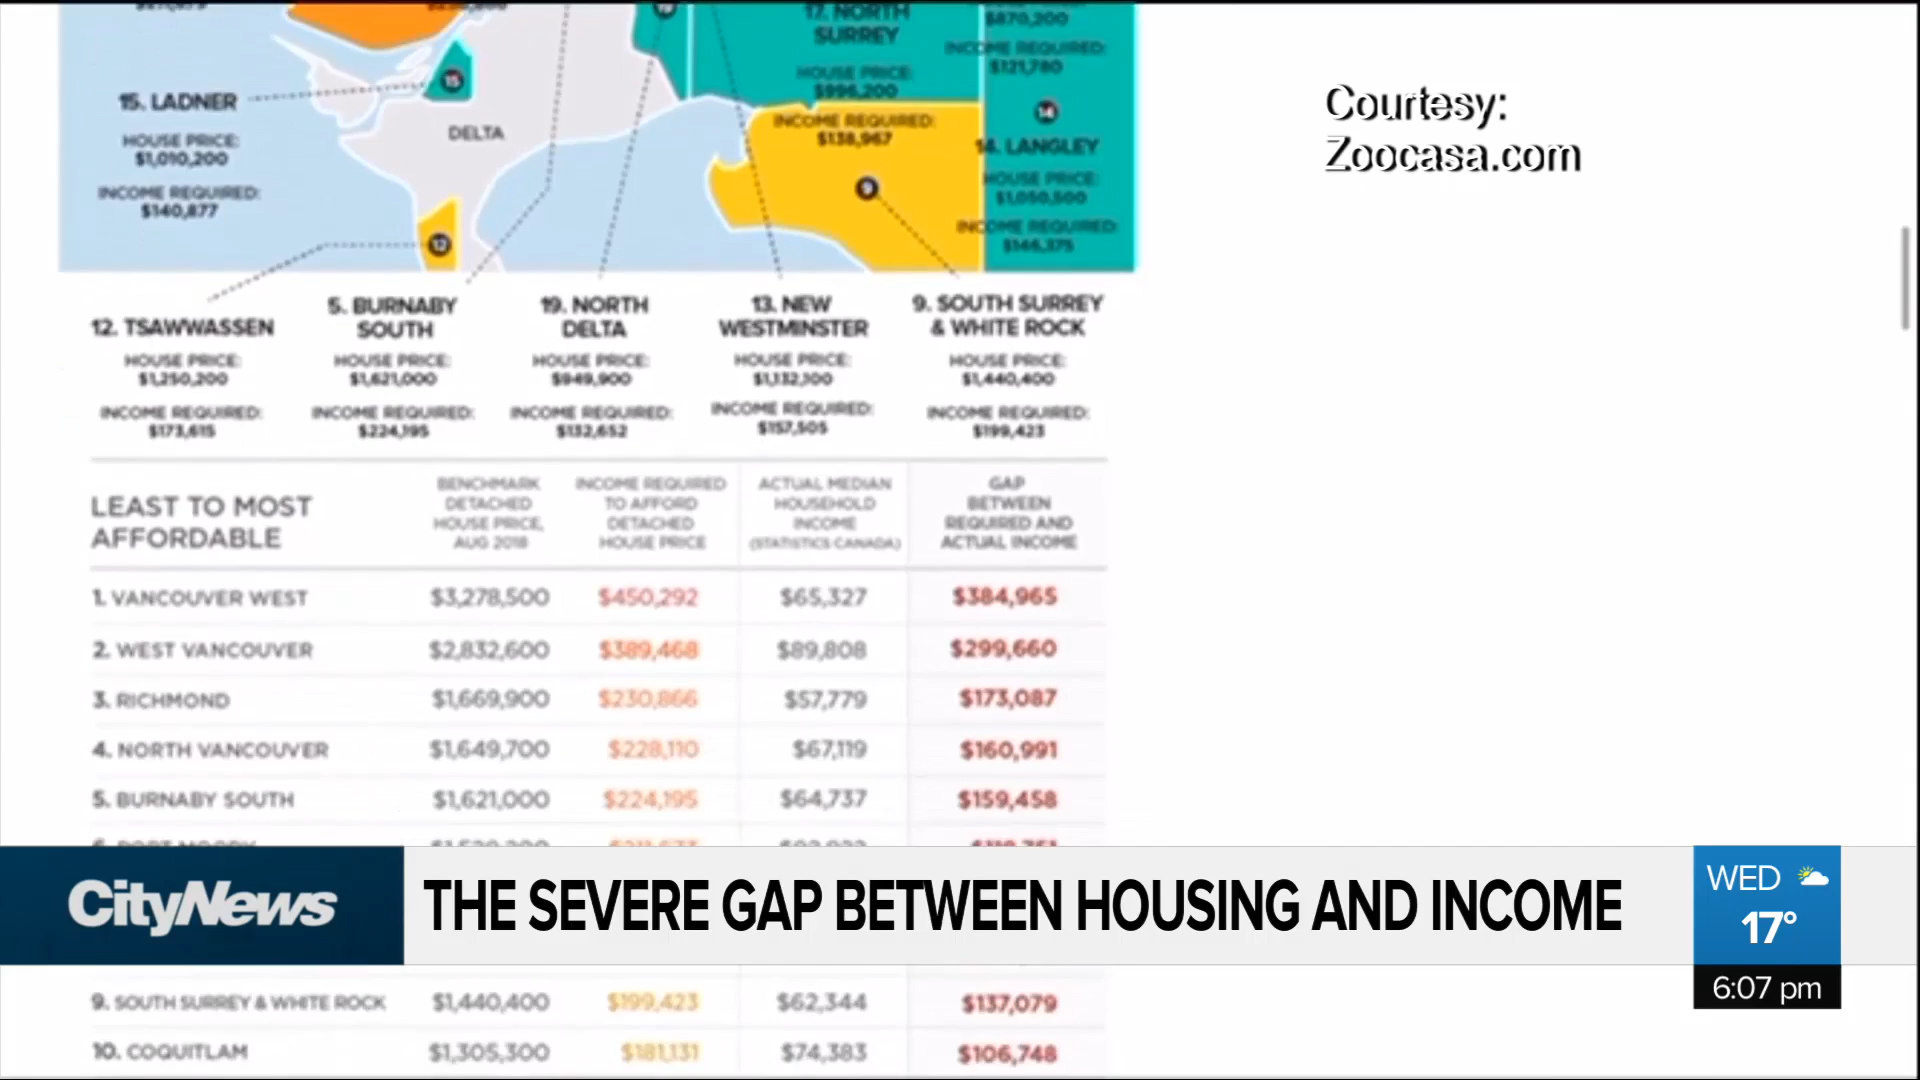 17. NORTH
SURREY
HOUSE PRICE:
$996,200
INCOME REQUIRED:
$138,967
$870,200
INCOME REQUIRED:
$121,780
14
14. LANGLEY
HOUSE PRICE:
$1,050,500
INCOME REQUIRED:
$146,375
15
15. LADNER
HOUSE PRICE:
$1,010,200
INCOME REQUIRED:
$140,877
DELTA
9
12
Courtesy:
Zoocasa.com
12. TSAWWASSEN
HOUSE PRICE:
$1,250,200
INCOME REQUIRED:
$173,615
5. BURNABY
SOUTH
HOUSE PRICE:
$1,621,000
INCOME REQUIRED:
$224,195
19. NORTH
DELTA
HOUSE PRICE:
$949,900
INCOME REQUIRED:
$132,652
13. NEW
WESTMINSTER
HOUSE PRICE:
$1,132,100
INCOME REQUIRED:
$157,505
9. SOUTH SURREY
& WHITE ROCK
HOUSE PRICE:
$1,440,400
INCOME REQUIRED:
$199,423
LEAST TO MOST
AFFORDABLE
BENCHMARK
DETACHED
HOUSE PRICE,
AUG 2018
INCOME REQUIRED
TO AFFORD
DETACHED
HOUSE PRICE
ACTUAL MEDIAN
HOUSEHOLD
INCOME
(STATISTICS CANADA)
GAP
BETWEEN
REQUIRED AND
ACTUAL INCOME
1. VANCOUVER WEST $3,278,500 $450,292 $65,327 $384,965
2. WEST VANCOUVER $2,832,600 $389,468 $89,808 $299,660
3. RICHMOND $1,669,900 $230,866 $57,779 $173,087
4. NORTH VANCOUVER $1,649,700 $228,110 $67,119 $160,991
5. BURNABY SOUTH $1,621,000 $224,195 $64,737 $159,458
CityNews
THE SEVERE GAP BETWEEN HOUSING AND INCOME
WED
17°
6:07 pm
9. SOUTH SURREY & WHITE ROCK $1,440,400 $199,423 $62,344 $137,079
10. COQUITLAM $1,305,300 $181,131 $74,383 $106,748